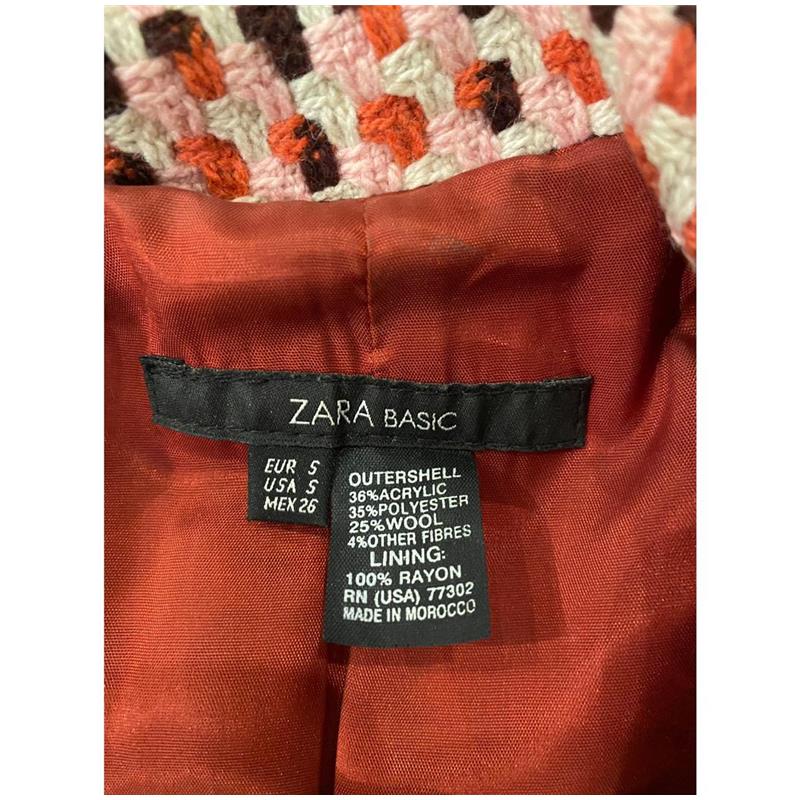 ZARA BASIC
EUR S
USA S
MEX 26
OUTERSHELL
36%ACRYLIC
35%POLYESTER
25%WOOL
4%OTHER FIBRES
LINING:
100% RAYON
RN (USA) 77302
MADE IN MOROCCO